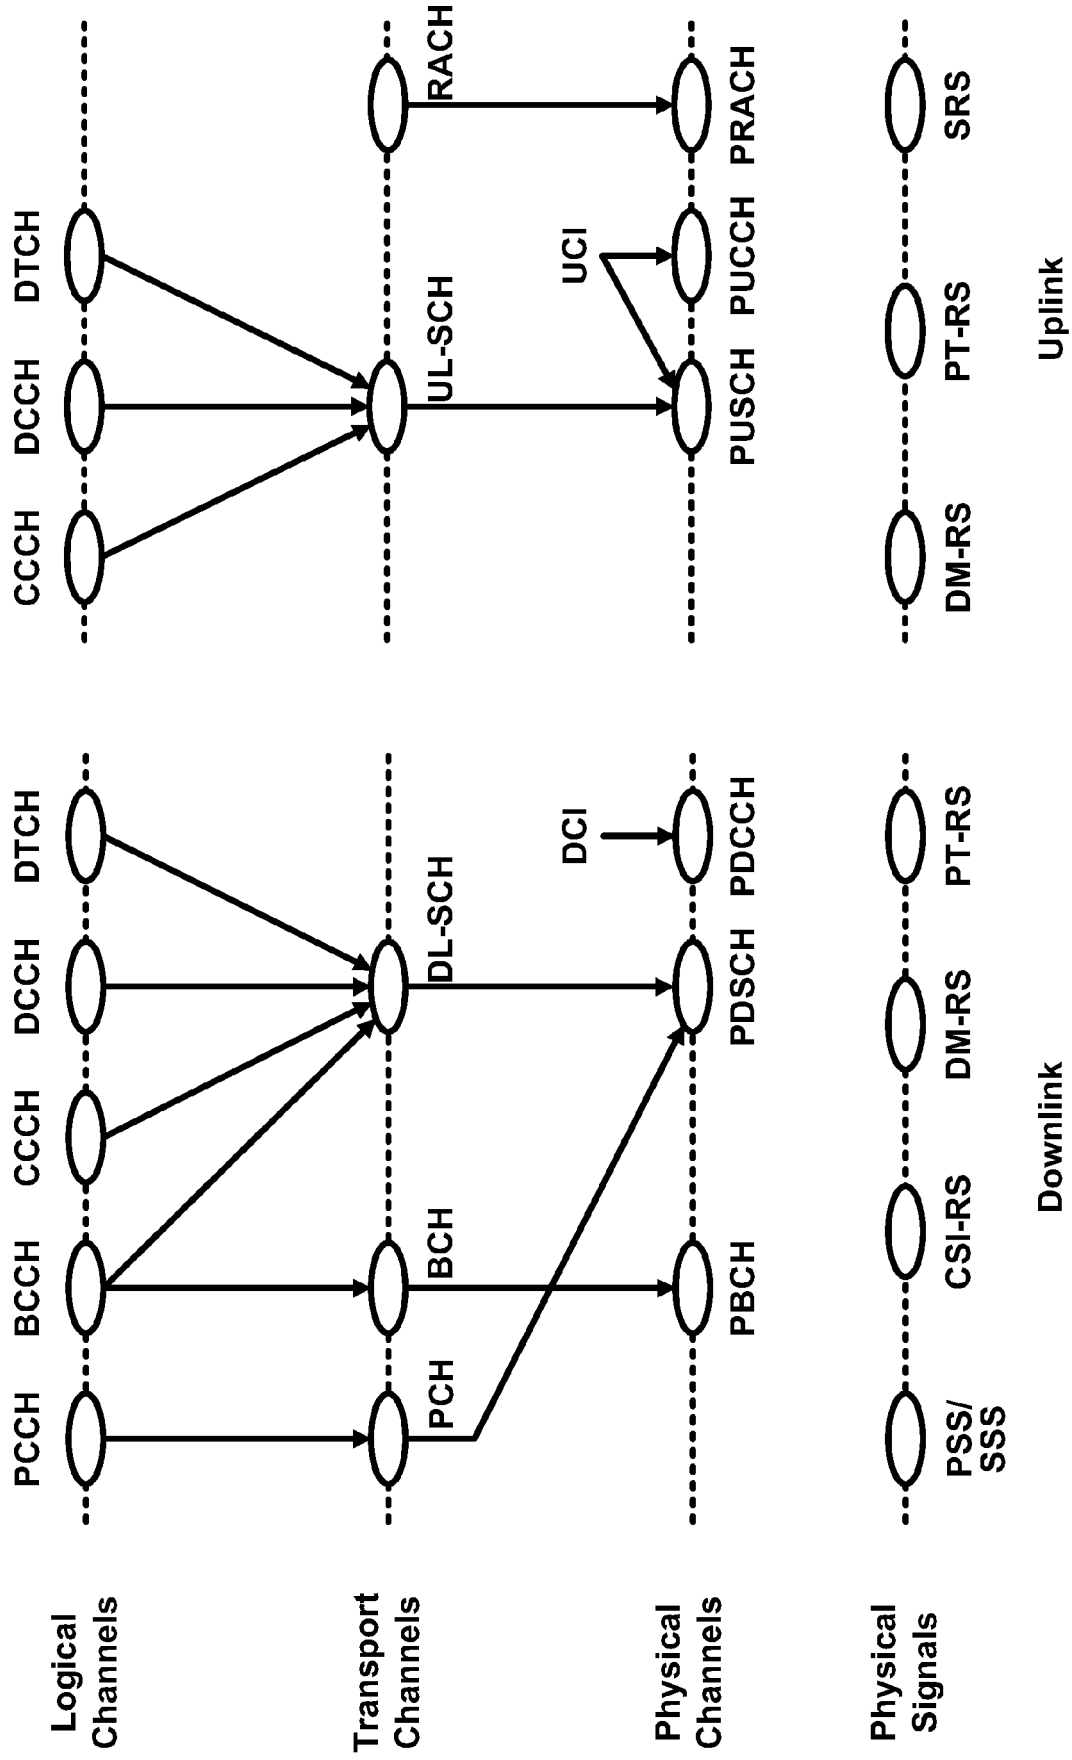 PCCH BCCH CCCH DCCH DTCH CCCH DCCH DTCH
Logical
Channels
PCH BCH DL-SCH UL-SCH RACH
Transport
Channels
DCI UCI
PBCH PDSCH PDCCH PUSCH PUCCH PRACH
Physical
Channels
PSS/
SSS
CSI-RS DM-RS PT-RS DM-RS PT-RS SRS
Physical
Signals
Downlink Uplink